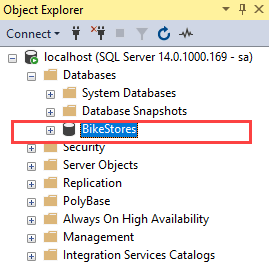 Object Explorer
Connect
localhost (SQL Server 14.0.1000.169 - sa)
Databases
System Databases
Database Snapshots
BikeStores
Security
Server Objects
Replication
PolyBase
Always On High Availability
Management
Integration Services Catalogs